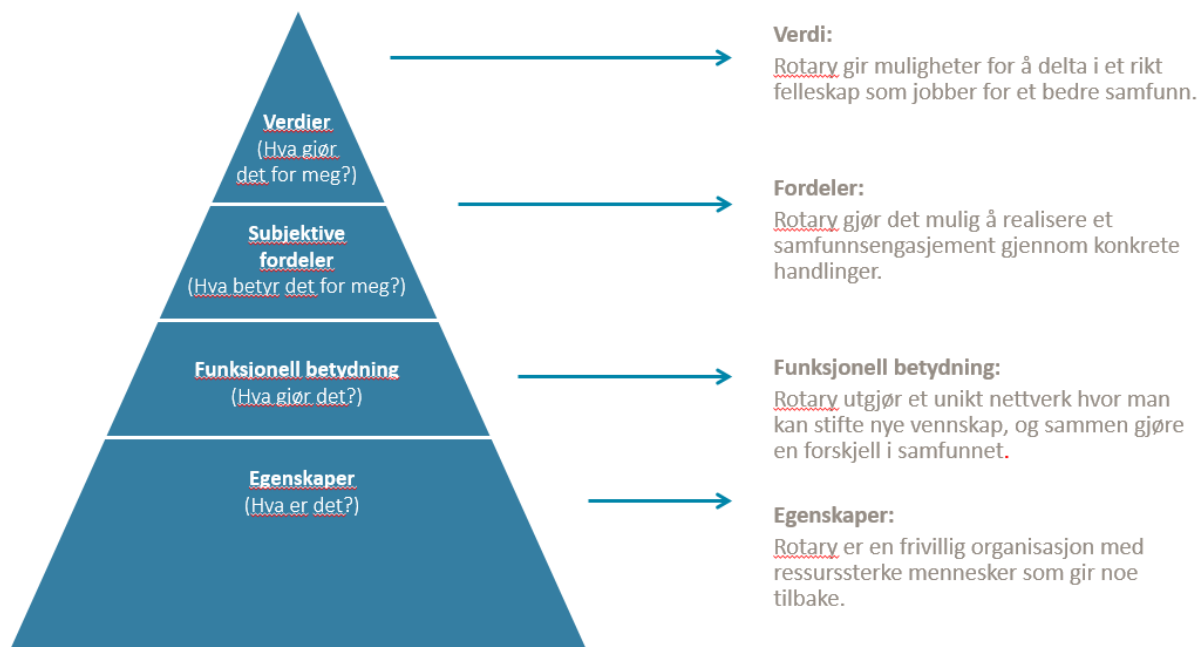 Verdier
(Hva gjør
det for meg?)
Subjektive
fordeler
(Hva betyr det for meg?)
Funksjonell betydning
(Hva gjør det?)
Egenskaper
(Hva er det?)
Verdi:
Rotary gir muligheter for å delta i et rikt
felleskap som jobber for et bedre samfunn.
Fordeler:
Rotary gjør det mulig å realisere et
samfunnsengasjement gjennom konkrete
handlinger.
Funksjonell betydning:
Rotary utgjør et unikt nettverk hvor man
kan stifte nye vennskap, og sammen gjøre
en forskjell i samfunnet.
Egenskaper:
Rotary er en frivillig organisasjon med
ressurssterke mennesker som gir noe
tilbake.